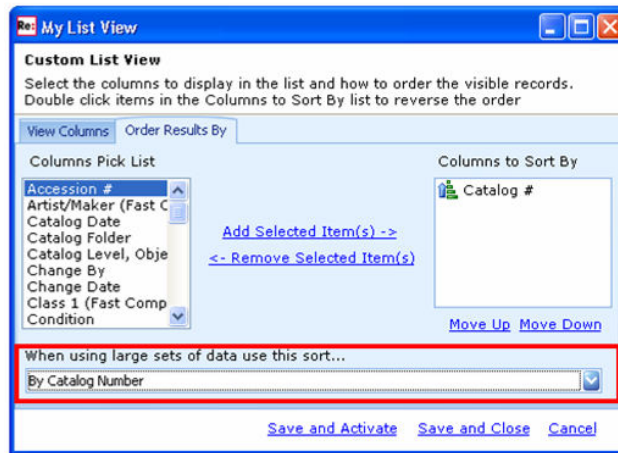 Re: My List View
Custom List View
Select the columns to display in the list and how to order the visible records.
Double click items in the Columns to Sort By list to reverse the order
View Columns Order Results By
Columns Pick List
Accession #
Artist/Maker (Fast C
Catalog Date
Catalog Folder
Catalog Level, Obje
Change By
Change Date
Class 1 (Fast Comp
Condition
Add Selected Item(s) ->
<- Remove Selected Item(s)
Columns to Sort By
Catalog #
Move Up Move Down
When using large sets of data use this sort...
By Catalog Number
Save and Activate Save and Close Cancel